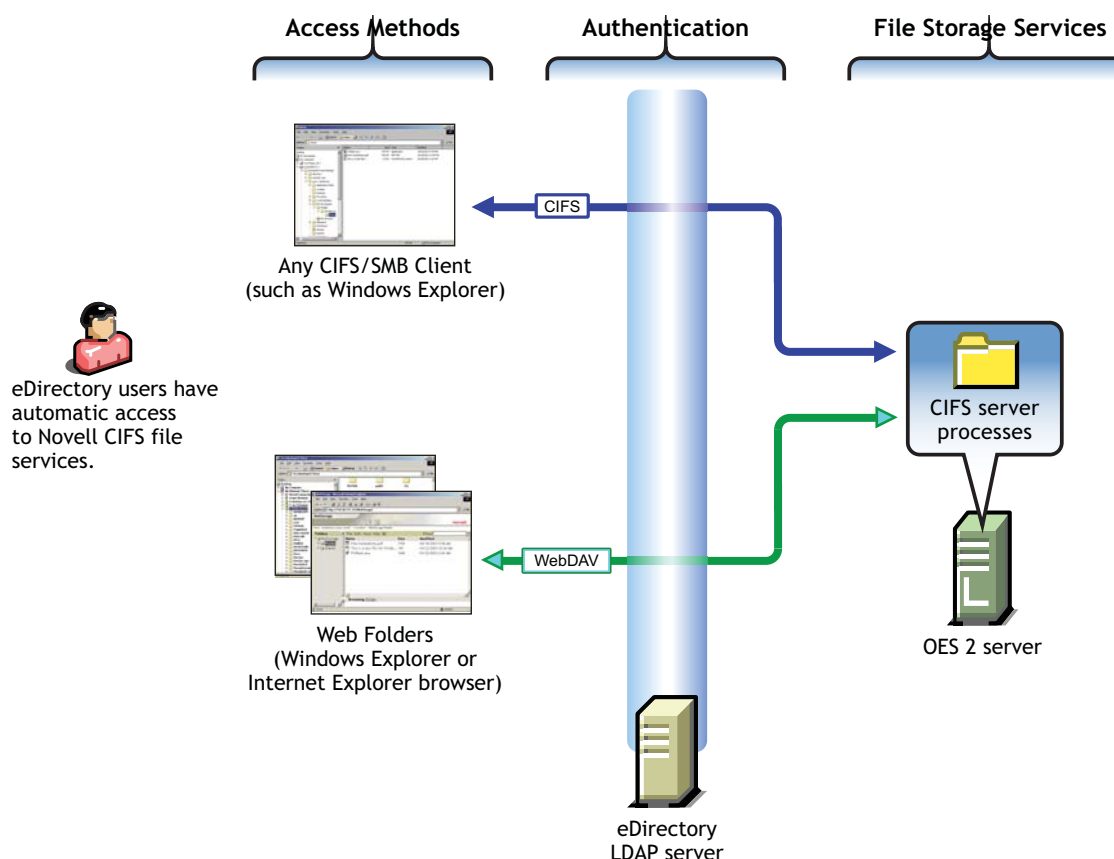 Access Methods
Authentication
File Storage Services
CIFS
Any CIFS/SMB Client
(such as Windows Explorer)
eDirectory users have
automatic access
to Novell CIFS file
services.
CIFS server
processes
WebDAV
Web Folders
(Windows Explorer or
Internet Explorer browser)
OES 2 server
eDirectory
LDAP server